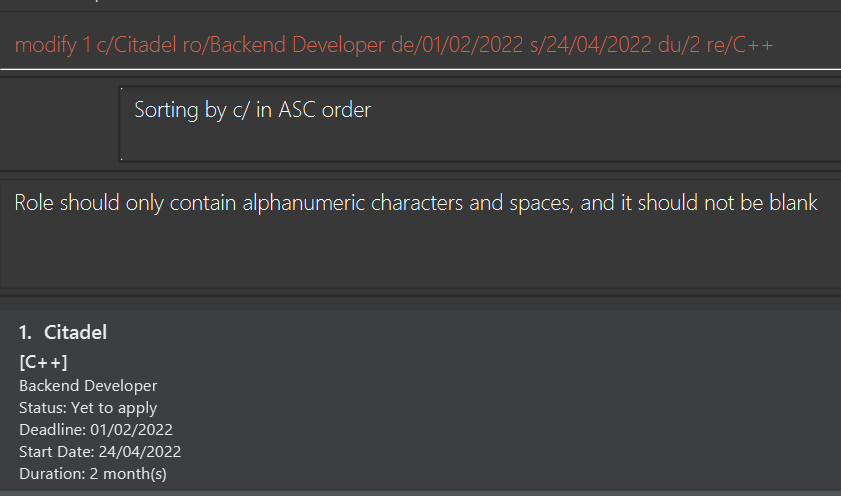 modify 1 c/Citadel ro/Backend Developer de/01/02/2022 s/24/04/2022 du/2 re/C++
Sorting by c/ in ASC order
Role should only contain alphanumeric characters and spaces, and it should not be blank
1. Citadel
[C++]
Backend Developer
Status: Yet to apply
Deadline: 01/02/2022
Start Date: 24/04/2022
Duration: 2 month(s)